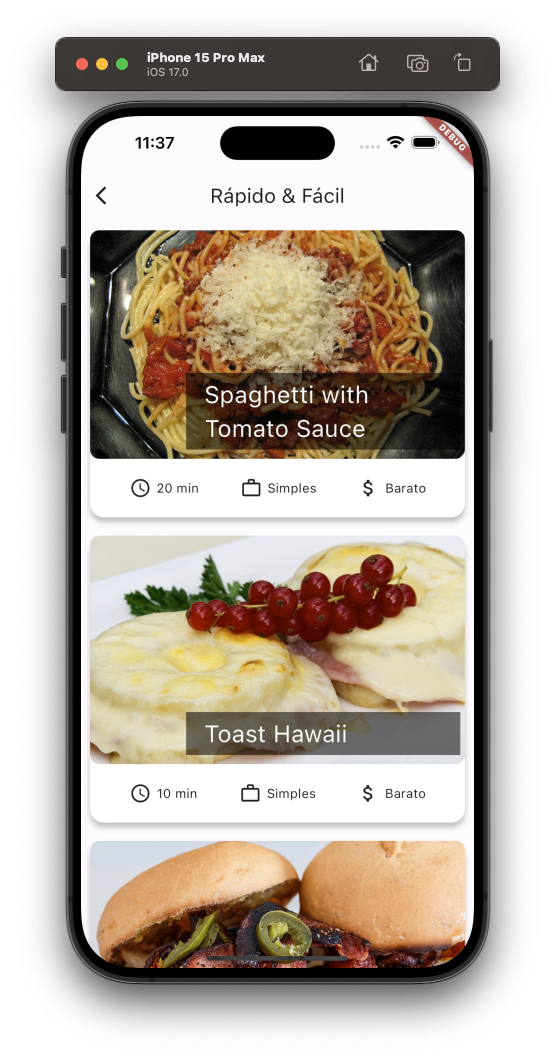 iPhone 15 Pro Max
iOS 17.0
11:37
DEBUG
Rápido & Fácil
Spaghetti with
Tomato Sauce
20 min Simples Barato
Toast Hawaii
10 min Simples Barato